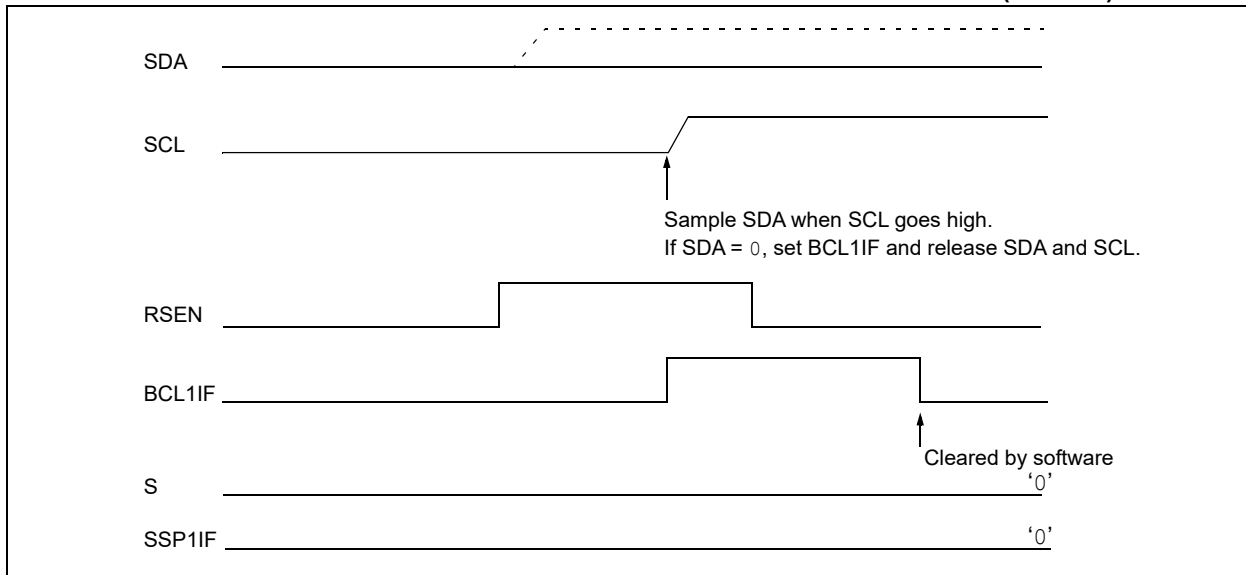 SDA
SCL
Sample SDA when SCL goes high.
If SDA = 0, set BCL1IF and release SDA and SCL.
RSEN
BCL1IF
Cleared by software
S
‘0’
SSP1IF
‘0’